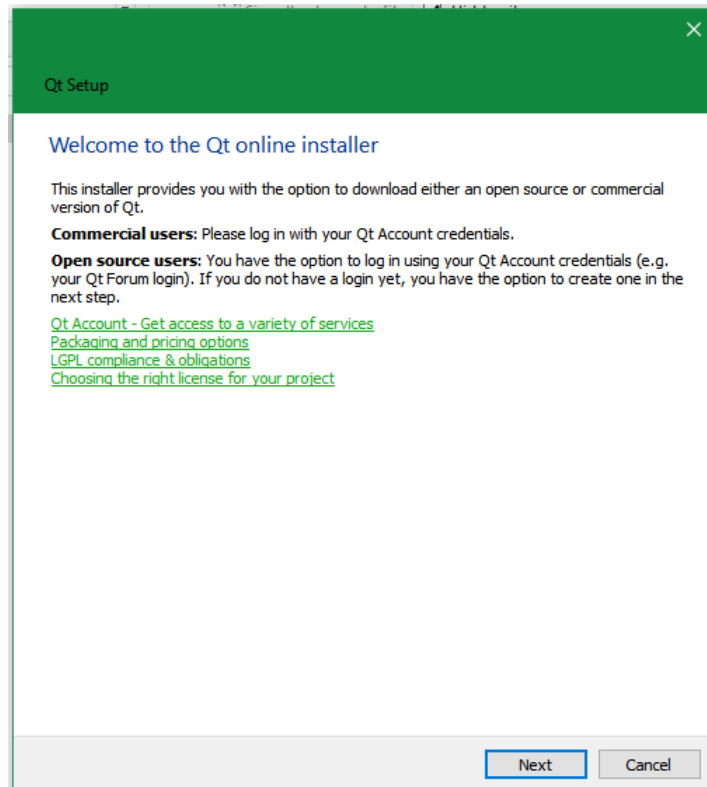 Qt Setup
Welcome to the Qt online installer
This installer provides you with the option to download either an open source or commercial
version of Qt.
Commercial users: Please log in with your Qt Account credentials.
Open source users: You have the option to log in using your Qt Account credentials (e.g.
your Qt Forum login). If you do not have a login yet, you have the option to create one in the
next step.
Qt Account - Get access to a variety of services
Packaging and pricing options
LGPL compliance & obligations
Choosing the right license for your project
Next Cancel